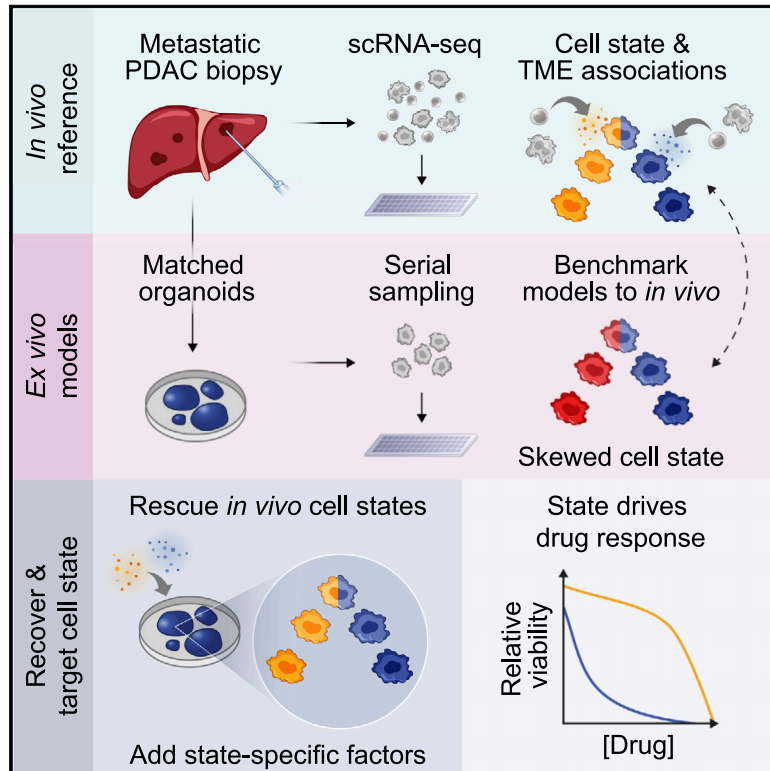 In vivo
reference
Metastatic
PDAC biopsy
scRNA-seq
Cell state &
TME associations
Ex vivo
models
Matched
organoids
Serial
sampling
Benchmark
models to in vivo
Skewed cell state
Recover &
target cell state
Rescue in vivo cell states
Add state-specific factors
State drives
drug response
Relative
viability
[Drug]